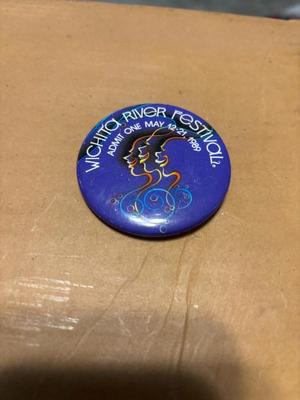 WICHITA RIVER FESTIVAL
ADMIT ONE MAY 12-21, 1989